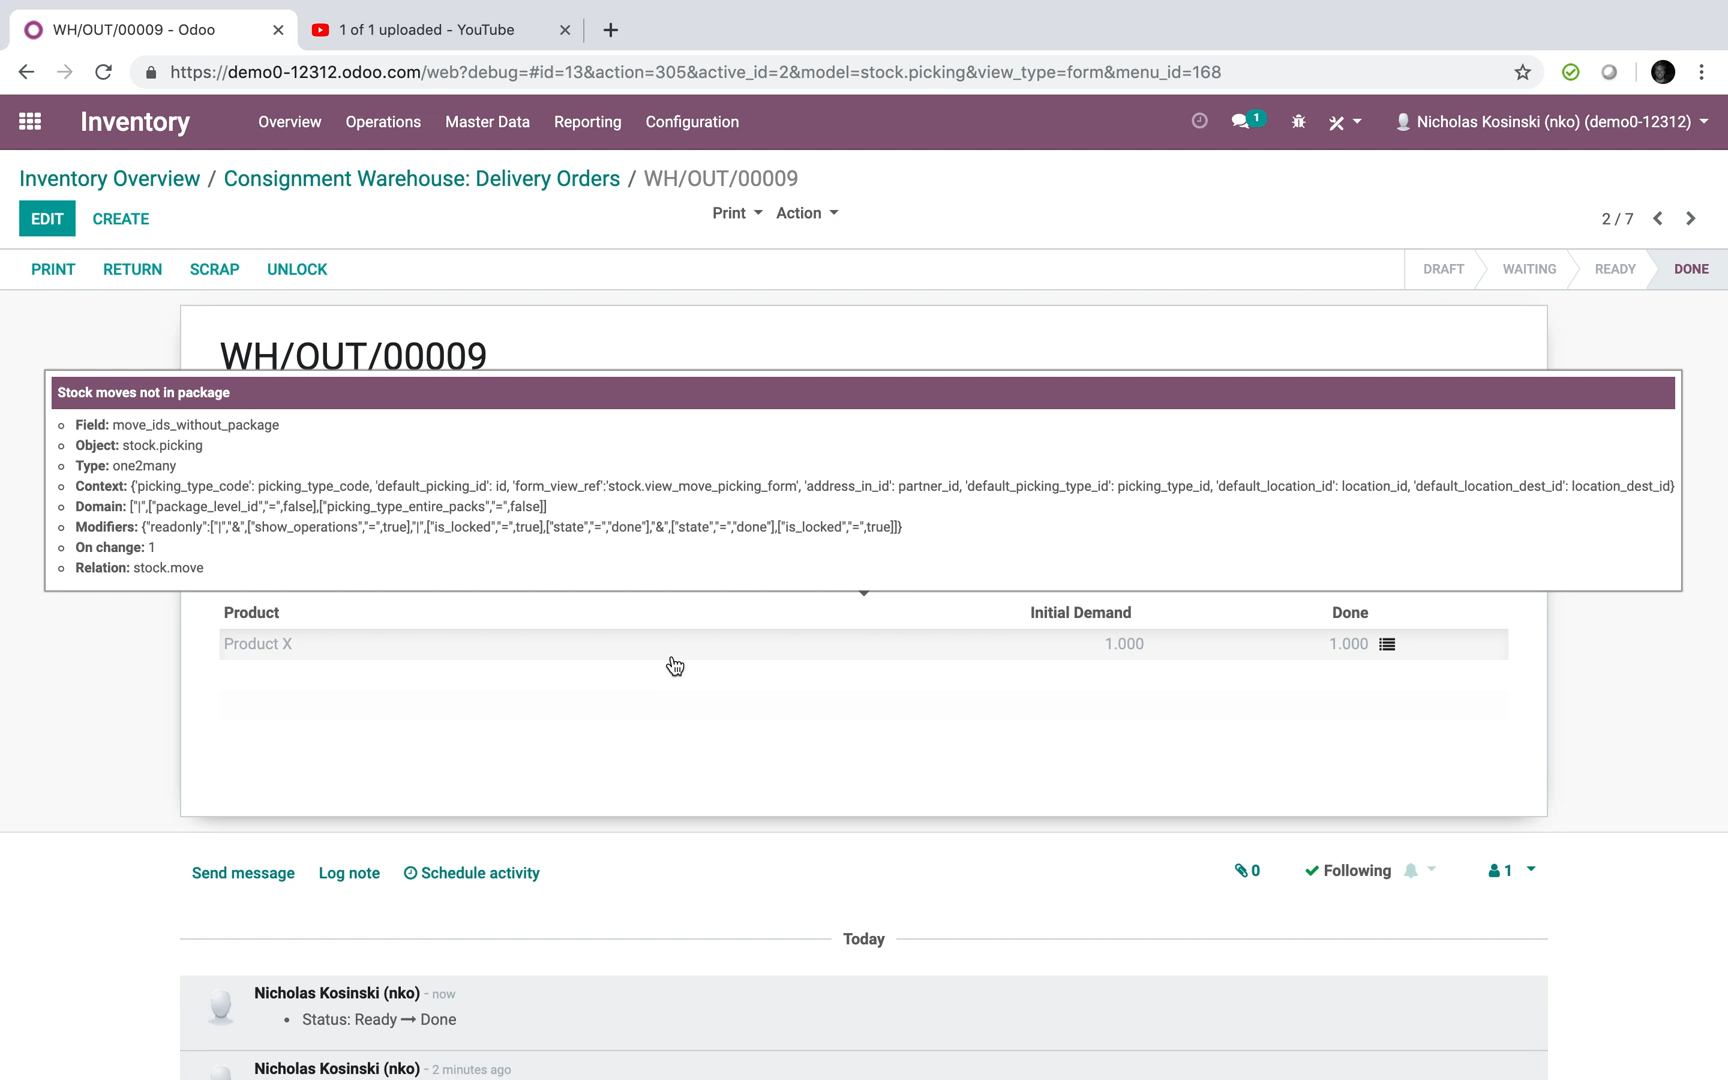 WH/OUT/00009 - Odoo
1 of 1 uploaded - YouTube
https://demo0-12312.odoo.com/web?debug=#id=13&action=305&active_id=2&model=stock.picking&view_type=form&menu_id=168
Inventory Overview Operations Master Data Reporting Configuration 1 Nicholas Kosinski (nko) (demo0-12312)
Inventory Overview / Consignment Warehouse: Delivery Orders / WH/OUT/00009
EDIT CREATE Print Action 2 / 7
PRINT RETURN SCRAP UNLOCK DRAFT WAITING READY DONE
WH/OUT/00009
Stock moves not in package
Field: move_ids_without_package
Object: stock.picking
Type: one2many
Context: {'picking_type_code': picking_type_code, 'default_picking_id': id, 'form_view_ref':'stock.view_move_picking_form', 'address_in_id': partner_id, 'default_picking_type_id': picking_type_id, 'default_location_id': location_id, 'default_location_dest_id': location_dest_id}
Domain: ["|",["package_level_id","=",false],["picking_type_entire_packs","=",false]]
Modifiers: {"readonly":["|","&",["show_operations","=",true],"|",["is_locked","=",true],["state","=","done"],"&",["state","=","done"],["is_locked","=",true]]}
On change: 1
Relation: stock.move
Product Initial Demand Done
Product X 1.000 1.000
Send message Log note Schedule activity 0 Following 1
Today
Nicholas Kosinski (nko) - now
• Status: Ready → Done
Nicholas Kosinski (nko) - 2 minutes ago